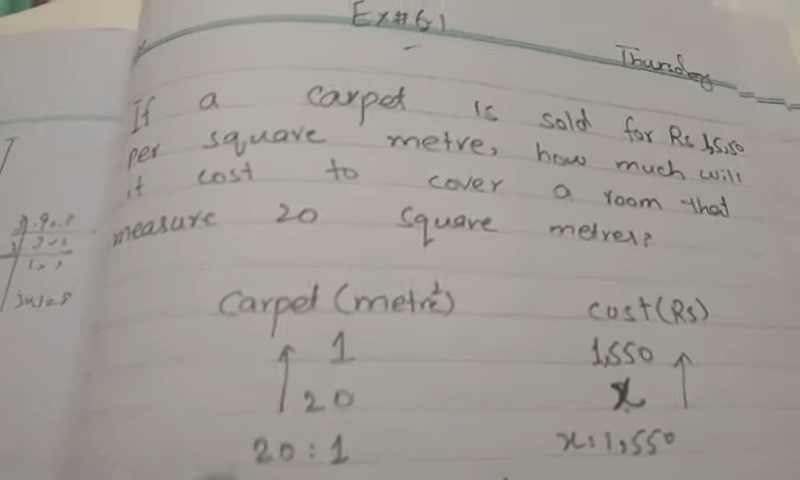 Ex# 6.1
Thursday
If a carpet is sold for Rs 1,550
per square metre, how much will
it cost to cover a room that
measure 20 square metres?
Carpet (metre²) cost (Rs)
1 1,550
20 x
20 : 1 x : 1,550